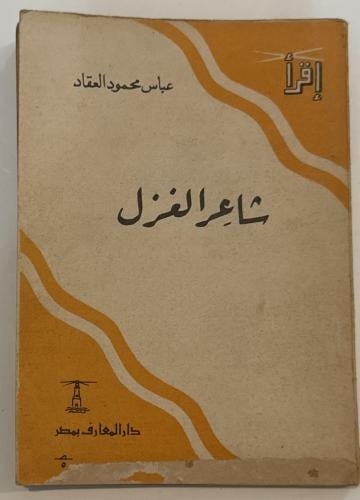 إقرأ
عباس محمود العقاد
شاعر الغزل
دار المعارف بمصر